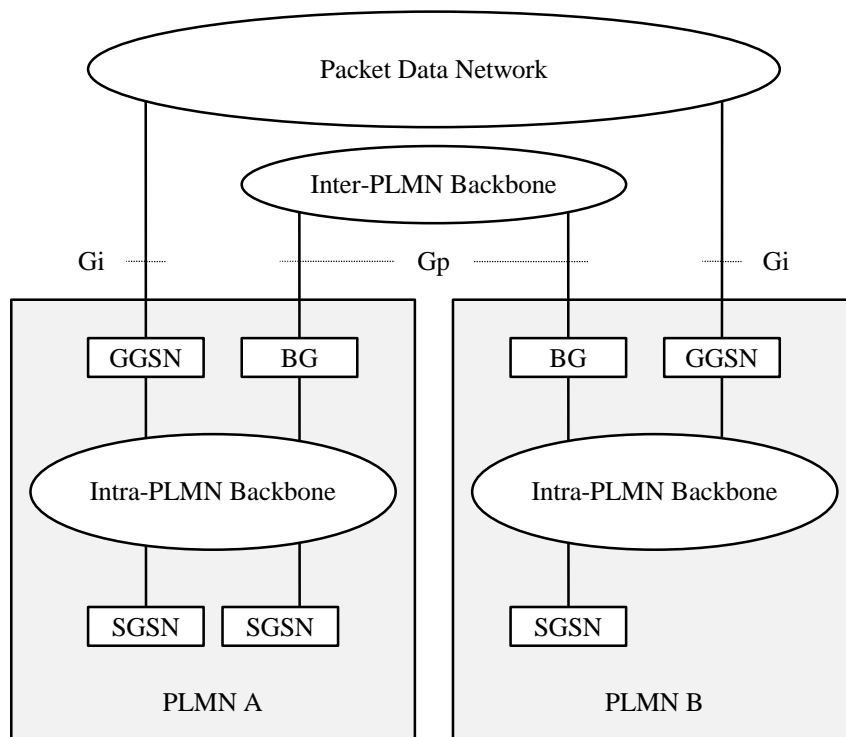 Packet Data Network
Inter-PLMN Backbone
Gi
Gp
Gi
GGSN
BG
BG
GGSN
Intra-PLMN Backbone
Intra-PLMN Backbone
SGSN
SGSN
SGSN
PLMN A
PLMN B